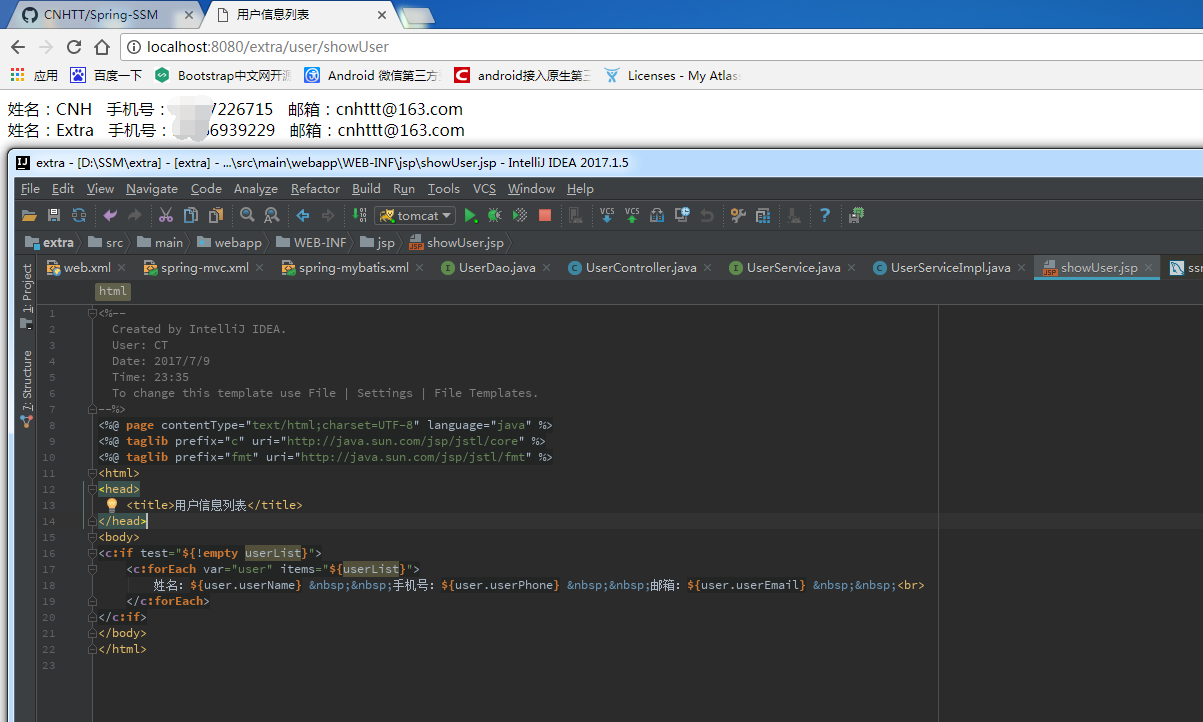 CNHTT/Spring-SSM
用户信息列表
localhost:8080/extra/user/showUser
应用 百度一下 Bootstrap中文网开 Android 微信第三方 android接入原生第三 Licenses - My Atlas
姓名：CNH 手机号： 7226715 邮箱：cnhttt@163.com
姓名：Extra 手机号： 6939229 邮箱：cnhttt@163.com
extra - [D:\SSM\extra] - [extra] - ...\src\main\webapp\WEB-INF\jsp\showUser.jsp - IntelliJ IDEA 2017.1.5
File Edit View Navigate Code Analyze Refactor Build Run Tools VCS Window Help
tomcat VCS VCS
extra src main webapp WEB-INF jsp showUser.jsp
web.xml spring-mvc.xml spring-mybatis.xml UserDao.java UserController.java UserService.java UserServiceImpl.java showUser.jsp
html
1: Project
7: Structure
1 <%--
2 Created by IntelliJ IDEA.
3 User: CT
4 Date: 2017/7/9
5 Time: 23:35
6 To change this template use File | Settings | File Templates.
7 --%>
8 <%@ page contentType="text/html;charset=UTF-8" language="java" %>
9 <%@ taglib prefix="c" uri="http://java.sun.com/jsp/jstl/core" %>
10 <%@ taglib prefix="fmt" uri="http://java.sun.com/jsp/jstl/fmt" %>
11 <html>
12 <head>
13 <title>用户信息列表</title>
14 </head>
15 <body>
16 <c:if test="${!empty userList}">
17 <c:forEach var="user" items="${userList}">
18 姓名：${user.userName} &nbsp;&nbsp;手机号：${user.userPhone} &nbsp;&nbsp;邮箱：${user.userEmail} &nbsp;&nbsp;<br>
19 </c:forEach>
20 </c:if>
21 </body>
22 </html>
23